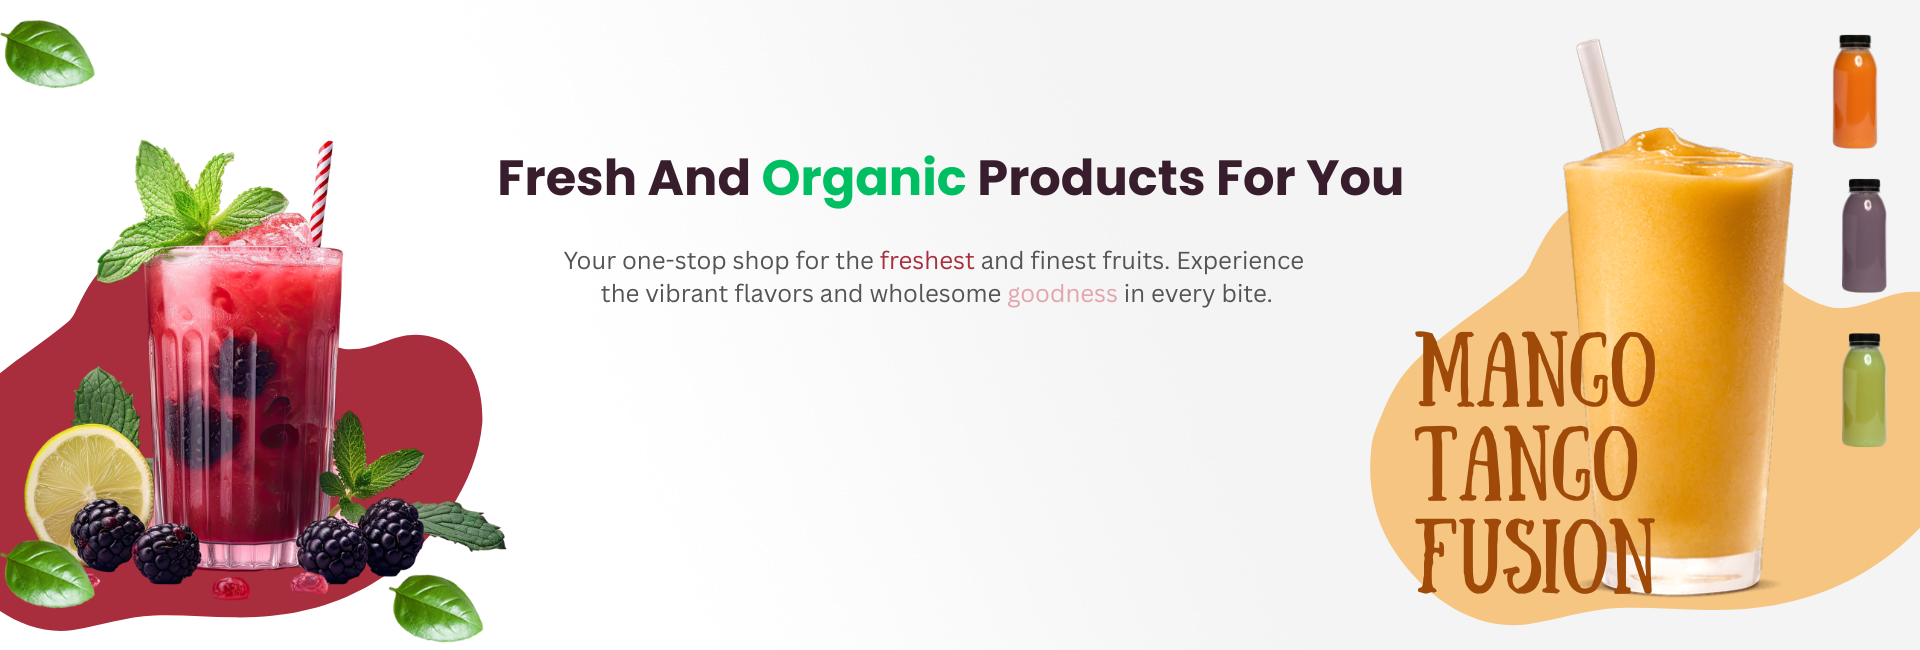 Fresh And Organic Products For You
Your one-stop shop for the freshest and finest fruits. Experience
the vibrant flavors and wholesome goodness in every bite.
MANGO
TANGO
FUSION